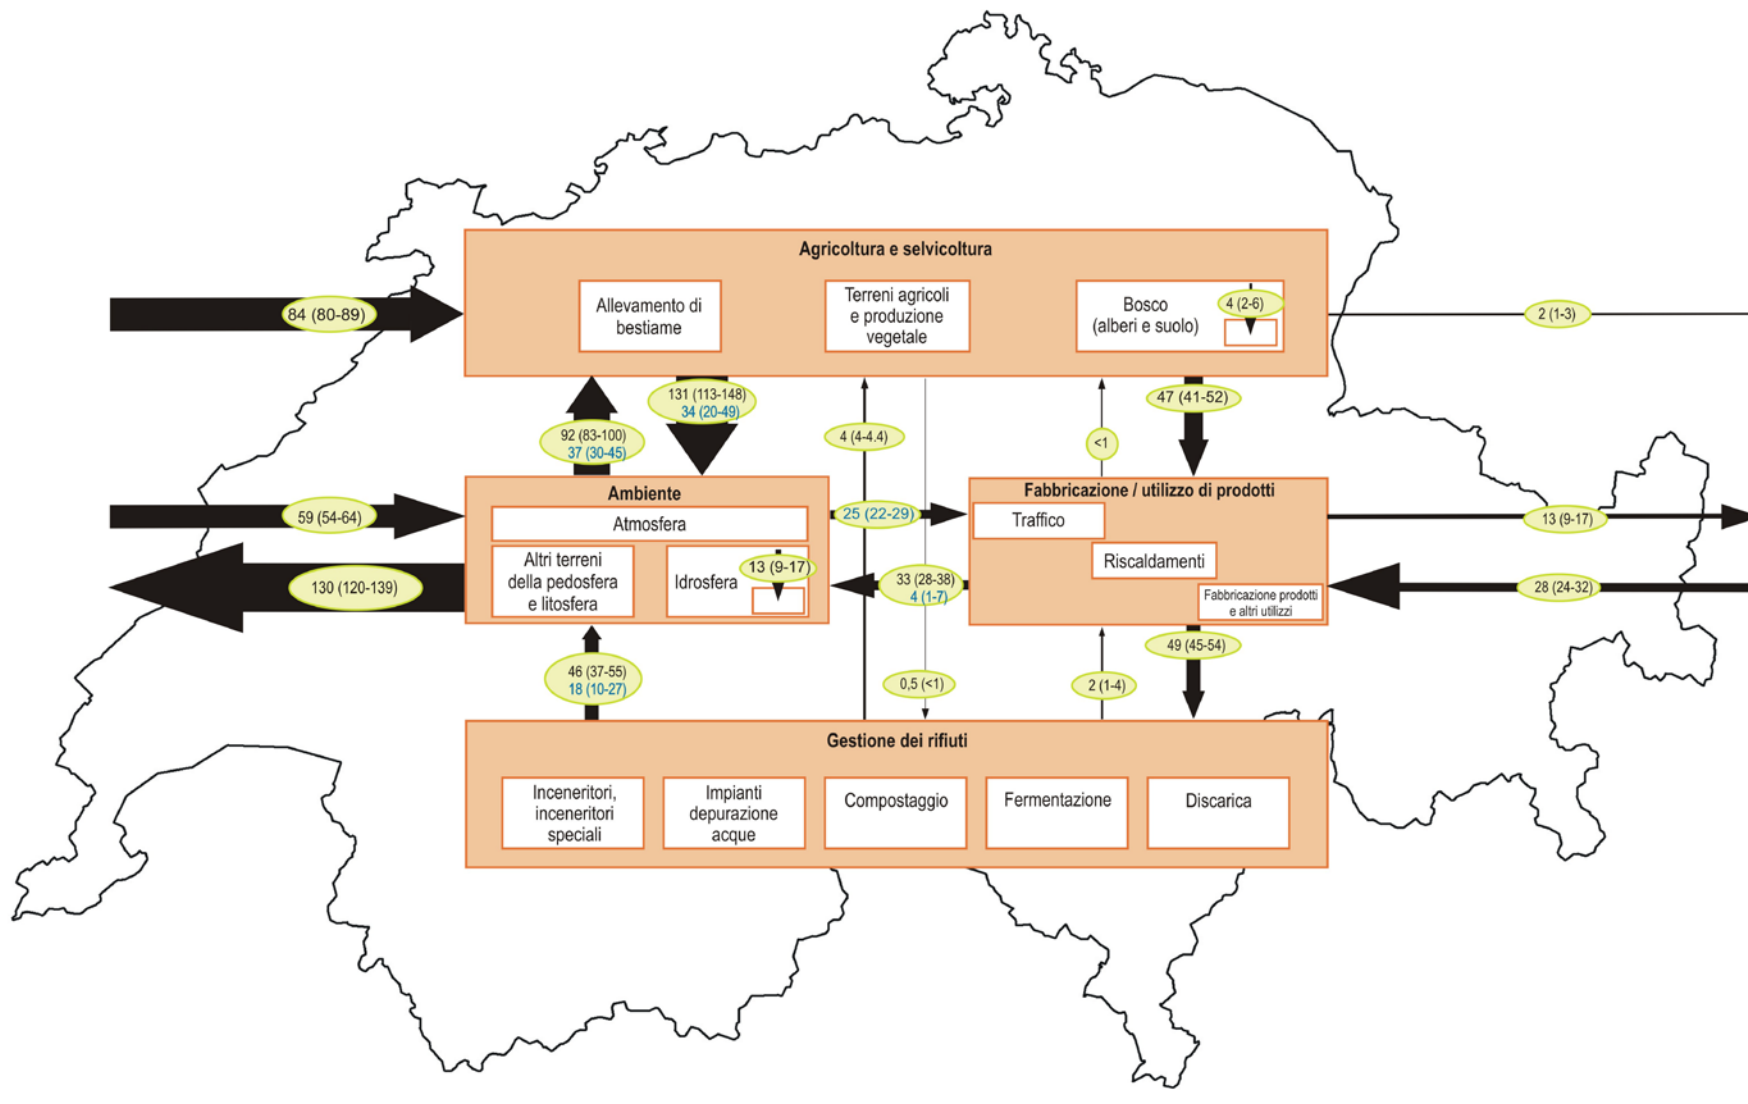 Agricoltura e selvicoltura
Allevamento di
bestiame
Terreni agricoli
e produzione
vegetale
Bosco
(alberi e suolo)
4 (2-6)
84 (80-89)
2 (1-3)
131 (113-148)
34 (20-49)
92 (83-100)
37 (30-45)
4 (4-4.4)
<1
47 (41-52)
Ambiente
Atmosfera
Altri terreni
della pedosfera
e litosfera
Idrosfera
13 (9-17)
59 (54-64)
130 (120-139)
25 (22-29)
33 (28-38)
4 (1-7)
Fabbricazione / utilizzo di prodotti
Traffico
Riscaldamenti
Fabbricazione prodotti
e altri utilizzi
13 (9-17)
28 (24-32)
46 (37-55)
18 (10-27)
0,5 (<1)
2 (1-4)
49 (45-54)
Gestione dei rifiuti
Inceneritori,
inceneritori
speciali
Impianti
depurazione
acque
Compostaggio
Fermentazione
Discarica